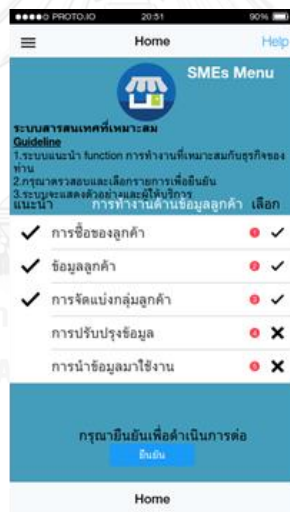 PROTO.IO 20:51 90%
Home Help
SMEs Menu
ระบบสารสนเทศที่เหมาะสม
Guideline
1.ระบบแนะนำ function การทำงานที่เหมาะสมกับธุรกิจของ
ท่าน
2.กรุณาตรวสอบและเลือกรายการเพื่อยืนยัน
3.ระบบจะแสดงตัวอย่างและผู้ให้บริการ
แนะนำ การทำงานด้านข้อมูลลูกค้า เลือก
การซื้อของลูกค้า 1
ข้อมูลลูกค้า 2
การจัดแบ่งกลุ่มลูกค้า 3
การปรับปรุงข้อมูล 4
การนำข้อมูลมาใช้งาน 5
กรุณายืนยันเพื่อดำเนินการต่อ
ยืนยัน
Home